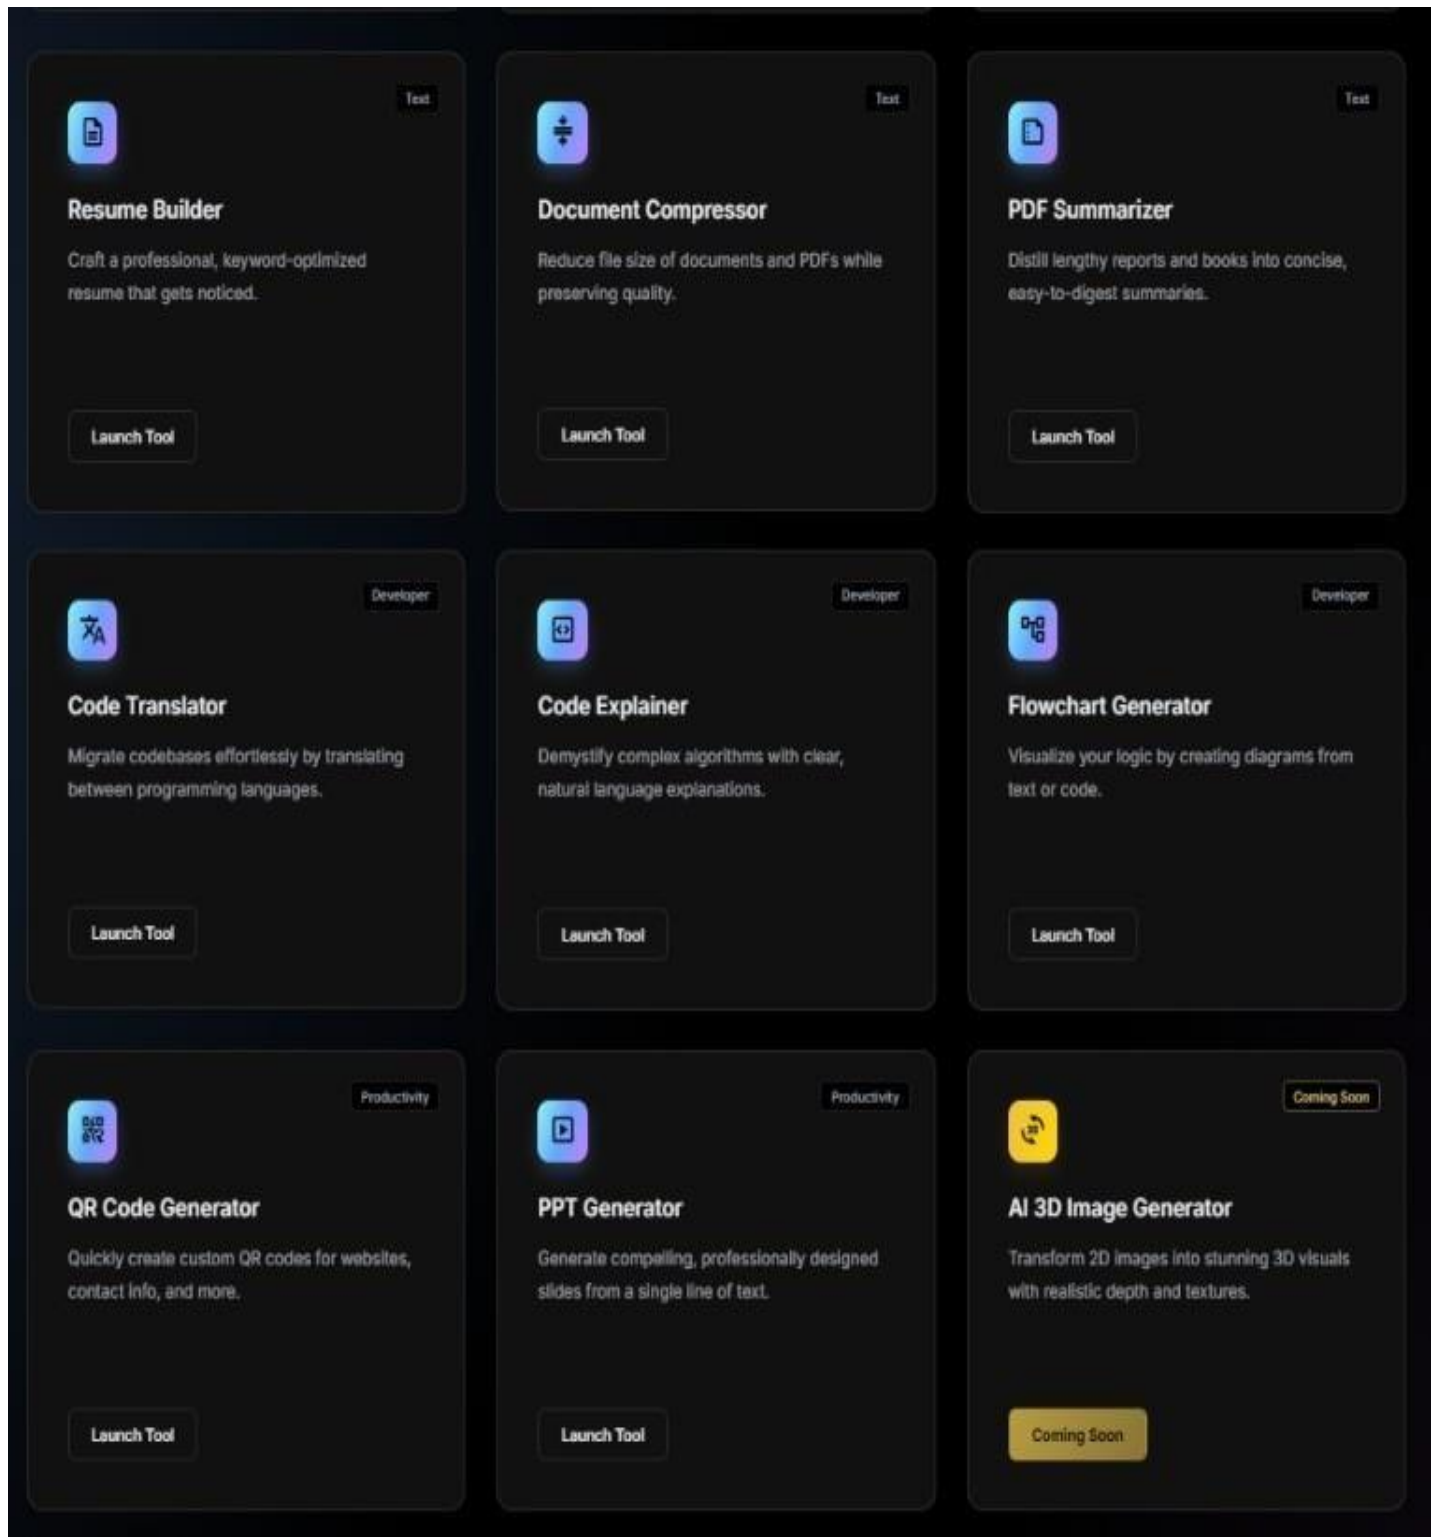 Text
Resume Builder
Craft a professional, keyword-optimized
resume that gets noticed.
Launch Tool
Text
Document Compressor
Reduce file size of documents and PDFs while
preserving quality.
Launch Tool
Text
PDF Summarizer
Distill lengthy reports and books into concise,
easy-to-digest summaries.
Launch Tool
Developer
Code Translator
Migrate codebases effortlessly by translating
between programming languages.
Launch Tool
Developer
Code Explainer
Demystify complex algorithms with clear,
natural language explanations.
Launch Tool
Developer
Flowchart Generator
Visualize your logic by creating diagrams from
text or code.
Launch Tool
Productivity
QR Code Generator
Quickly create custom QR codes for websites,
contact info, and more.
Launch Tool
Productivity
PPT Generator
Generate compelling, professionally designed
slides from a single line of text.
Launch Tool
Coming Soon
AI 3D Image Generator
Transform 2D images into stunning 3D visuals
with realistic depth and textures.
Coming Soon